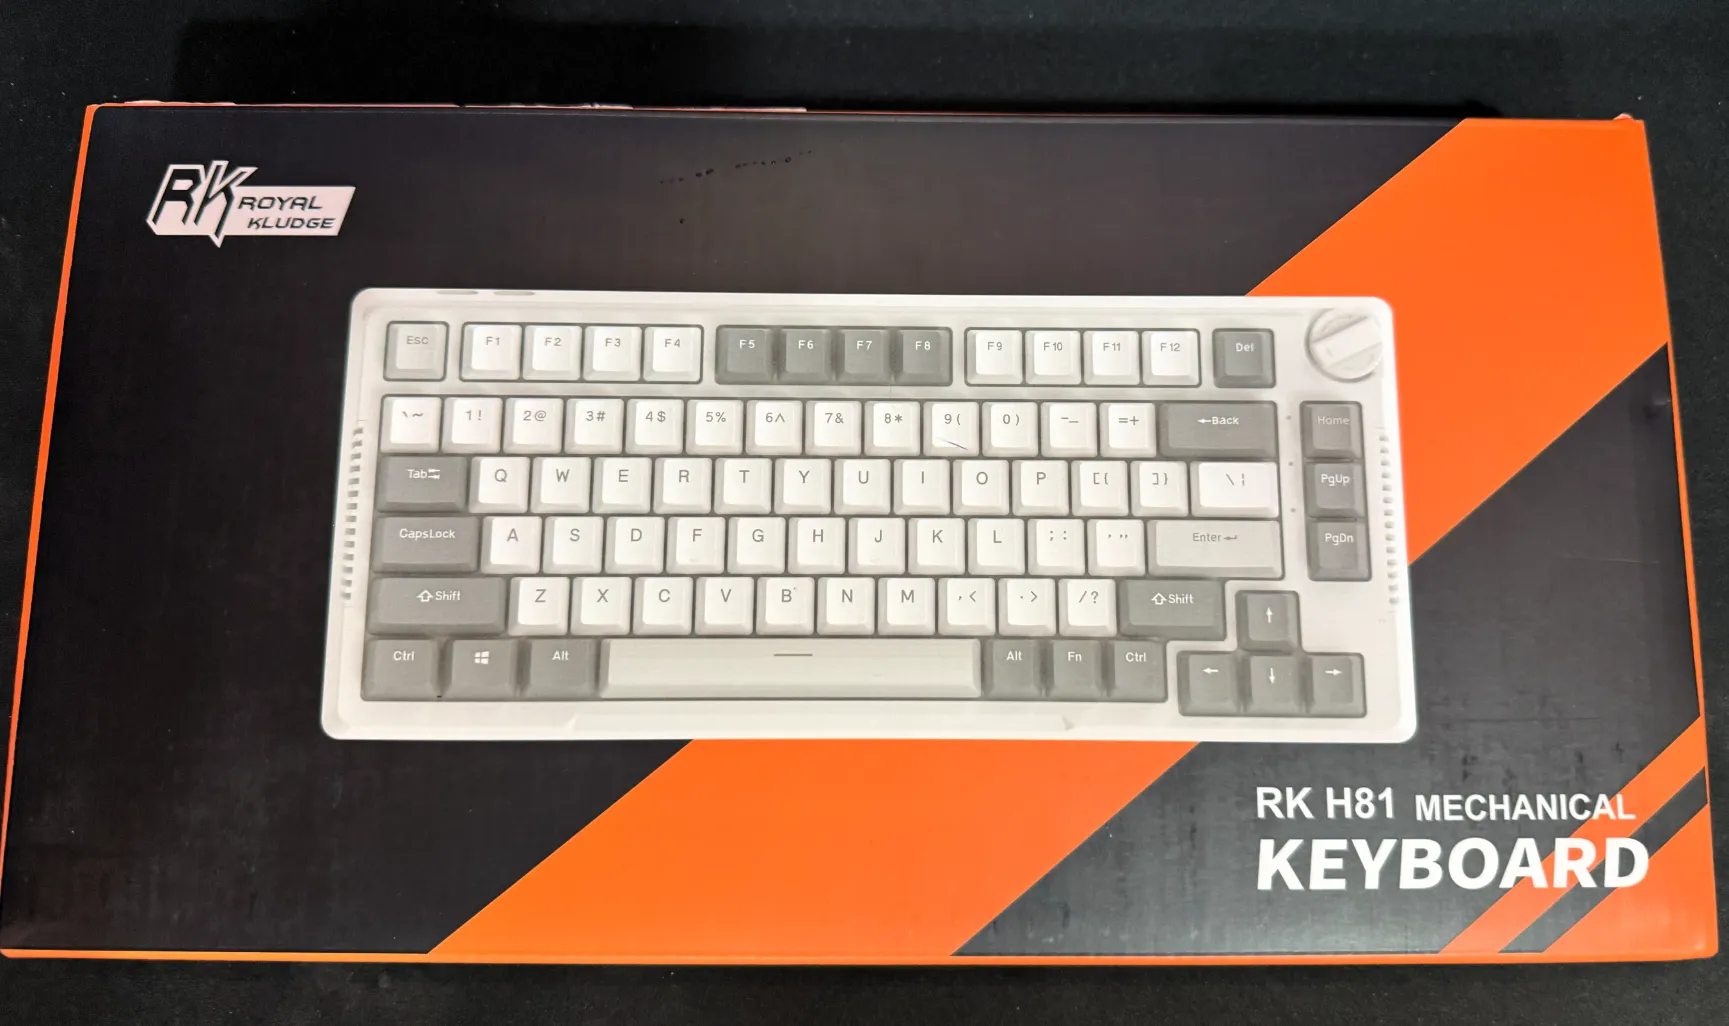 RK ROYAL
KLUDGE
Esc F1 F2 F3 F4 F5 F6 F7 F8 F9 F10 F11 F12 Del
`~ 1! 2@ 3# 4$ 5% 6^ 7& 8* 9( 0) -_ =+ ←Back Home
Tab Q W E R T Y U I O P [{ ]} \| PgUp
CapsLock A S D F G H J K L ;: '" Enter PgDn
Shift Z X C V B N M ,< .> /? Shift ↑
Ctrl Alt Alt Fn Ctrl ← ↓ →
RK H81 MECHANICAL
KEYBOARD